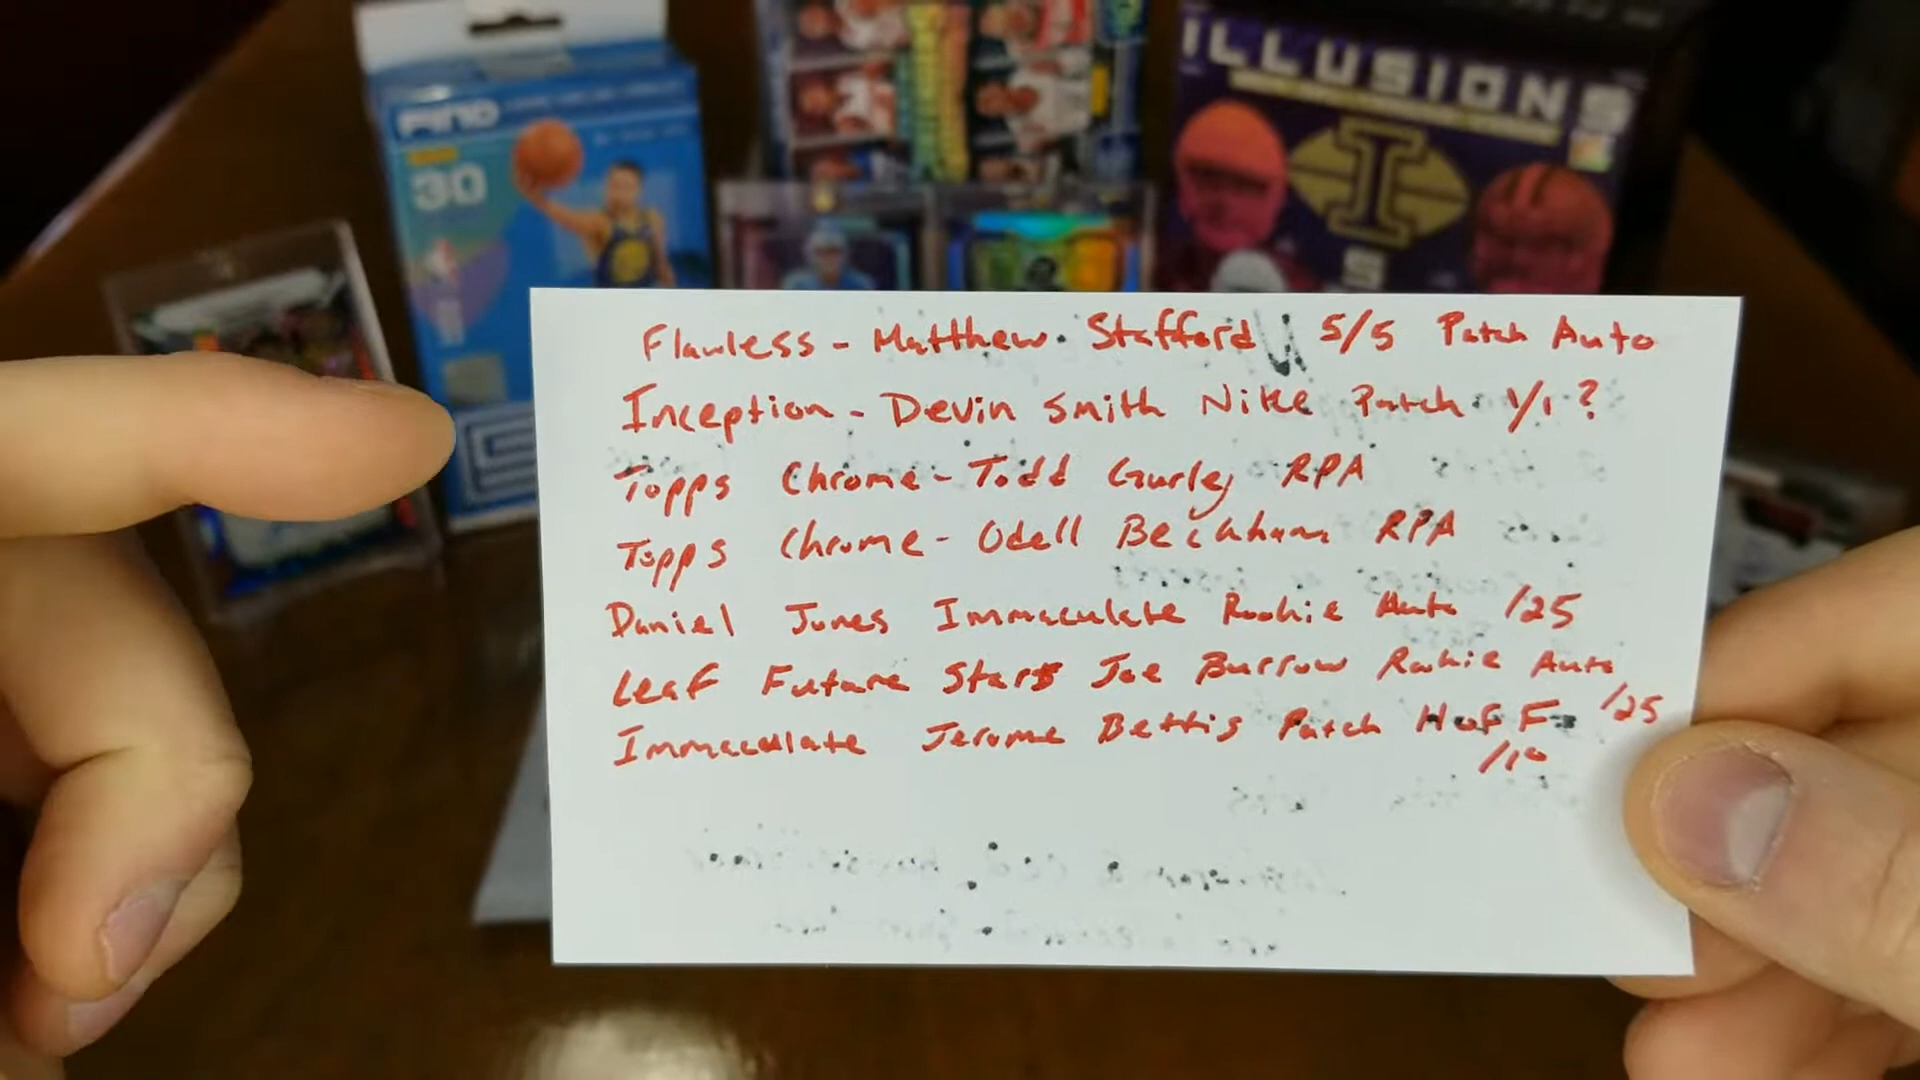 30
ILLUSIONS
I
Flawless - Matthew Stafford 5/5 Patch Auto
Inception - Devin Smith Nike Patch 1/1?
Topps Chrome - Todd Gurley RPA
Topps Chrome - Odell Beckham RPA
Daniel Jones Immaculate Rookie Auto /25
Leaf Future Stars Joe Burrow Rookie Auto
/25
Immaculate Jerome Bettis Patch HofF
/10